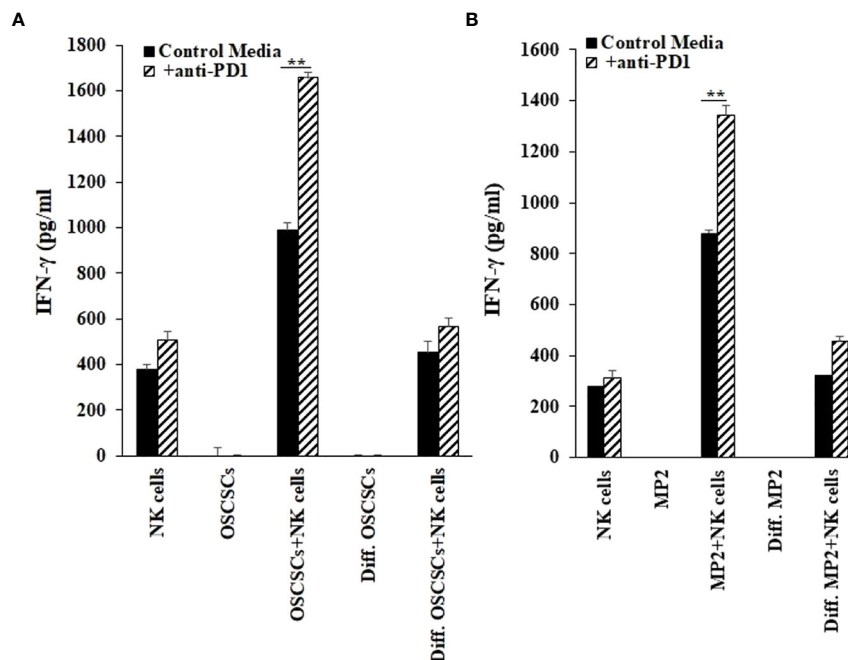 A
IFN-γ (pg/ml)
1800
1600
1400
1200
1000
800
600
400
200
0
Control Media
+anti-PD1
**
NK cells
OSCSCs
OSCSCs+NK cells
Diff. OSCSCs
Diff. OSCSCs+NK cells
B
IFN-γ (pg/ml)
1600
1400
1200
1000
800
600
400
200
0
Control Media
+anti-PD1
**
NK cells
MP2
MP2+NK cells
Diff. MP2
Diff. MP2+NK cells